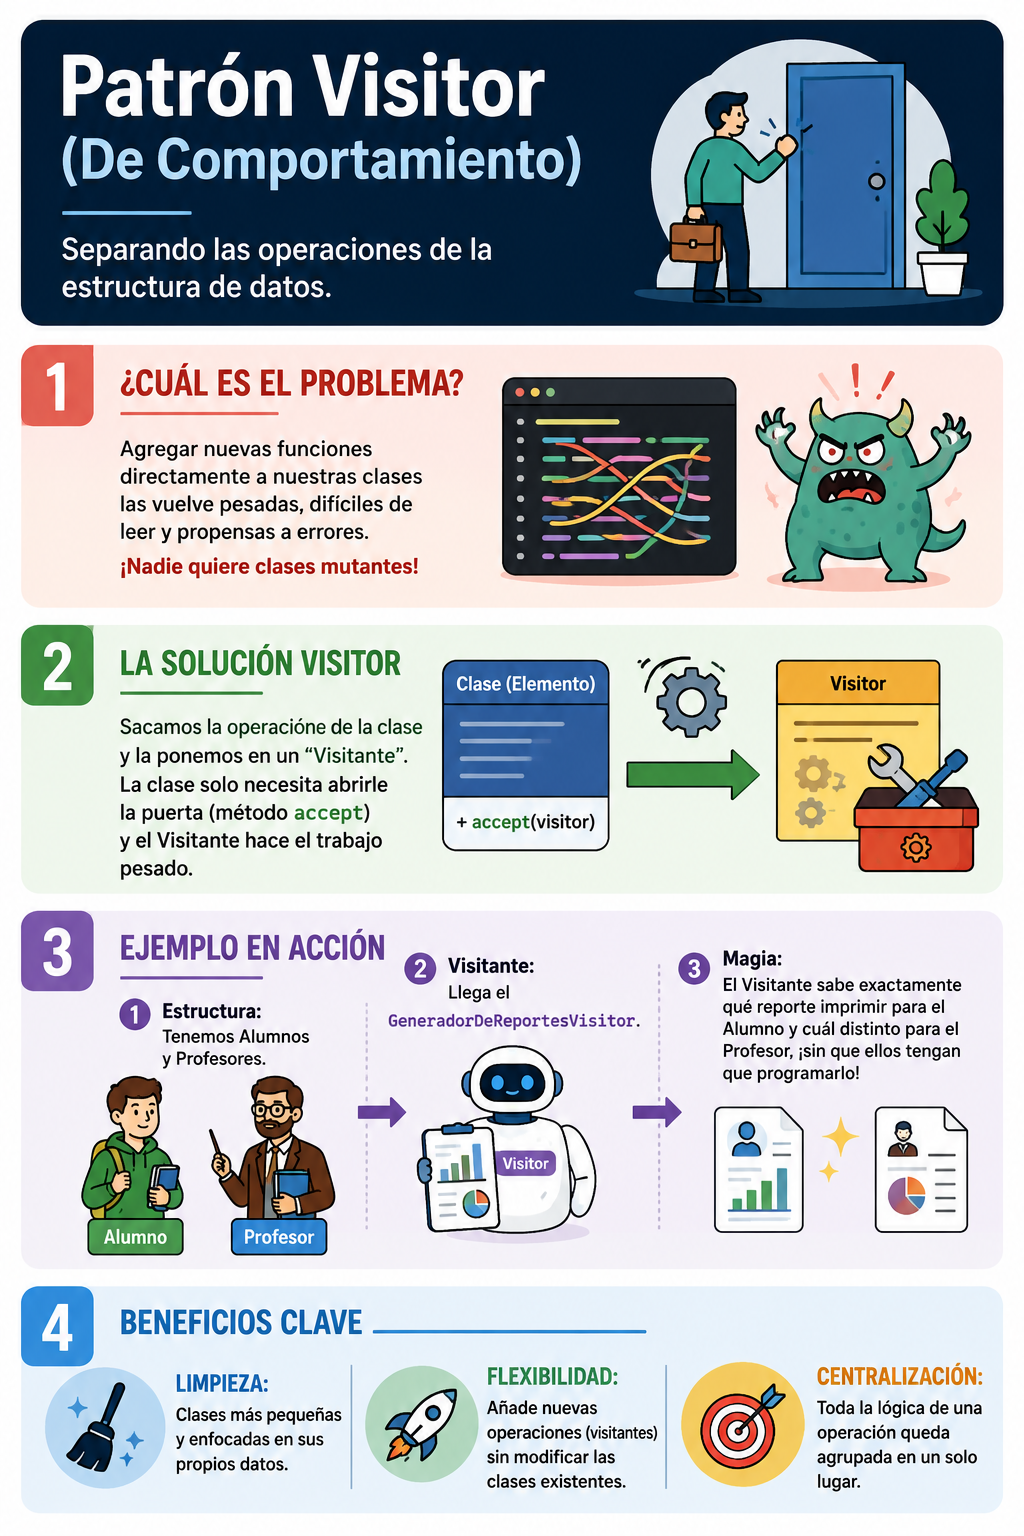 Patrón Visitor
(De Comportamiento)
Separando las operaciones de la
estructura de datos.
1
¿CUÁL ES EL PROBLEMA?
Agregar nuevas funciones
directamente a nuestras clases
las vuelve pesadas, difíciles de
leer y propensas a errores.
¡Nadie quiere clases mutantes!
2
LA SOLUCIÓN VISITOR
Sacamos la operacióne de la clase
y la ponemos en un “Visitante”.
La clase solo necesita abrirle
la puerta (método accept)
y el Visitante hace el trabajo
pesado.
Clase (Elemento)
+ accept(visitor)
Visitor
3
EJEMPLO EN ACCIÓN
1 Estructura:
Tenemos Alumnos
y Profesores.
Alumno
Profesor
2 Visitante:
Llega el
GeneradorDeReportesVisitor.
Visitor
3 Magia:
El Visitante sabe exactamente
qué reporte imprimir para el
Alumno y cuál distinto para el
Profesor, ¡sin que ellos tengan
que programarlo!
4
BENEFICIOS CLAVE
LIMPIEZA:
Clases más pequeñas
y enfocadas en sus
propios datos.
FLEXIBILIDAD:
Añade nuevas
operaciones (visitantes)
sin modificar las
clases existentes.
CENTRALIZACIÓN:
Toda la lógica de una
operación queda
agrupada en un solo
lugar.